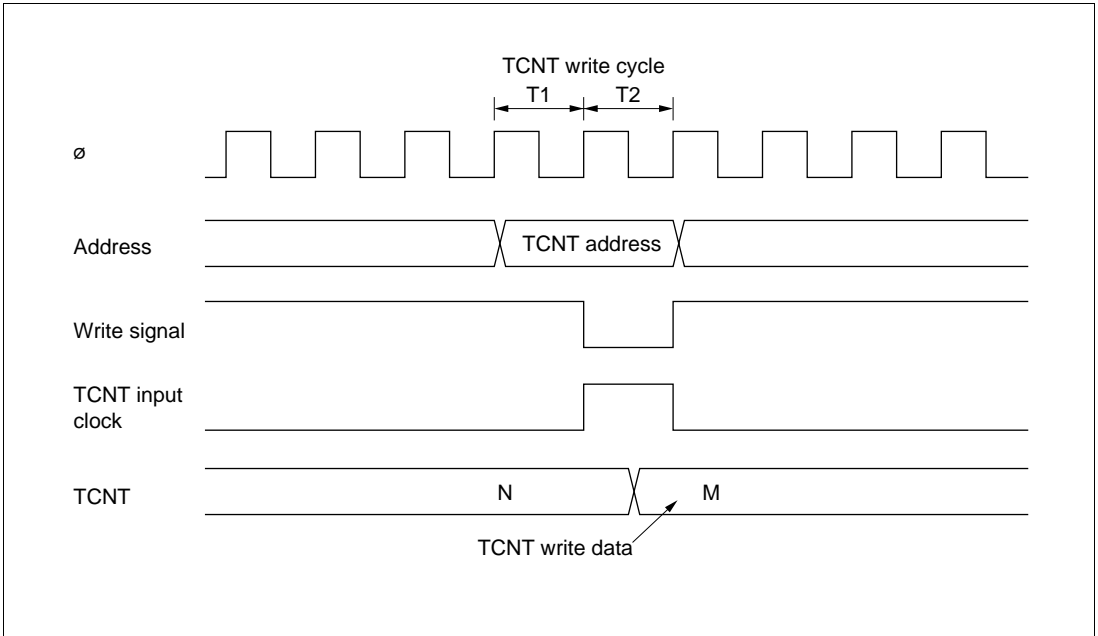 TCNT write cycle
T1 T2
ø
Address
TCNT address
Write signal
TCNT input
clock
TCNT
N
M
TCNT write data